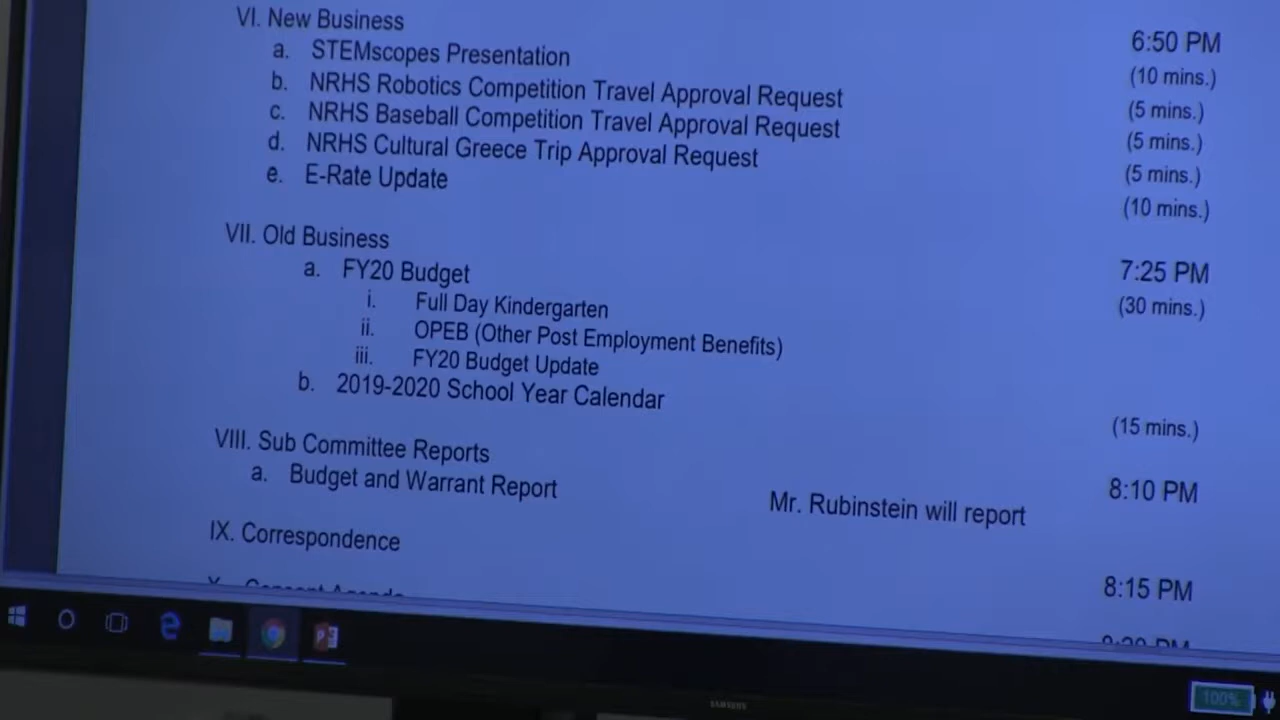 VI. New Business 6:50 PM
a. STEMscopes Presentation (10 mins.)
b. NRHS Robotics Competition Travel Approval Request (5 mins.)
c. NRHS Baseball Competition Travel Approval Request (5 mins.)
d. NRHS Cultural Greece Trip Approval Request (5 mins.)
e. E-Rate Update (10 mins.)
VII. Old Business 7:25 PM
a. FY20 Budget (30 mins.)
i. Full Day Kindergarten
ii. OPEB (Other Post Employment Benefits)
iii. FY20 Budget Update
b. 2019-2020 School Year Calendar (15 mins.)
VIII. Sub Committee Reports 8:10 PM
a. Budget and Warrant Report Mr. Rubinstein will report
IX. Correspondence 8:15 PM
X. Consent Agenda
100%
SAMSUNG